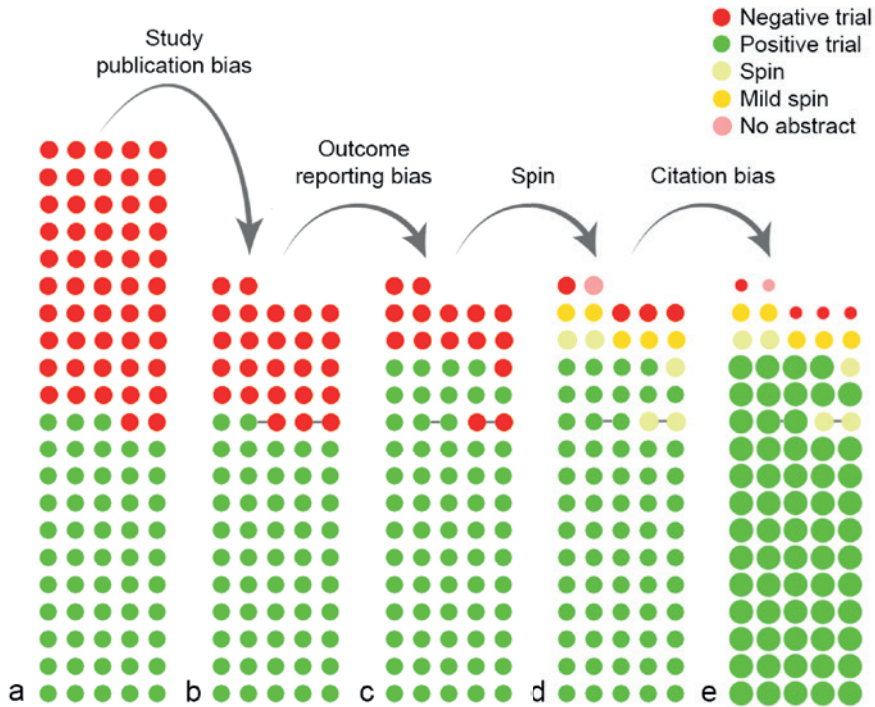 Negative trial
Positive trial
Spin
Mild spin
No abstract
Study
publication bias
Outcome
reporting bias
Spin
Citation bias
a
b
c
d
e